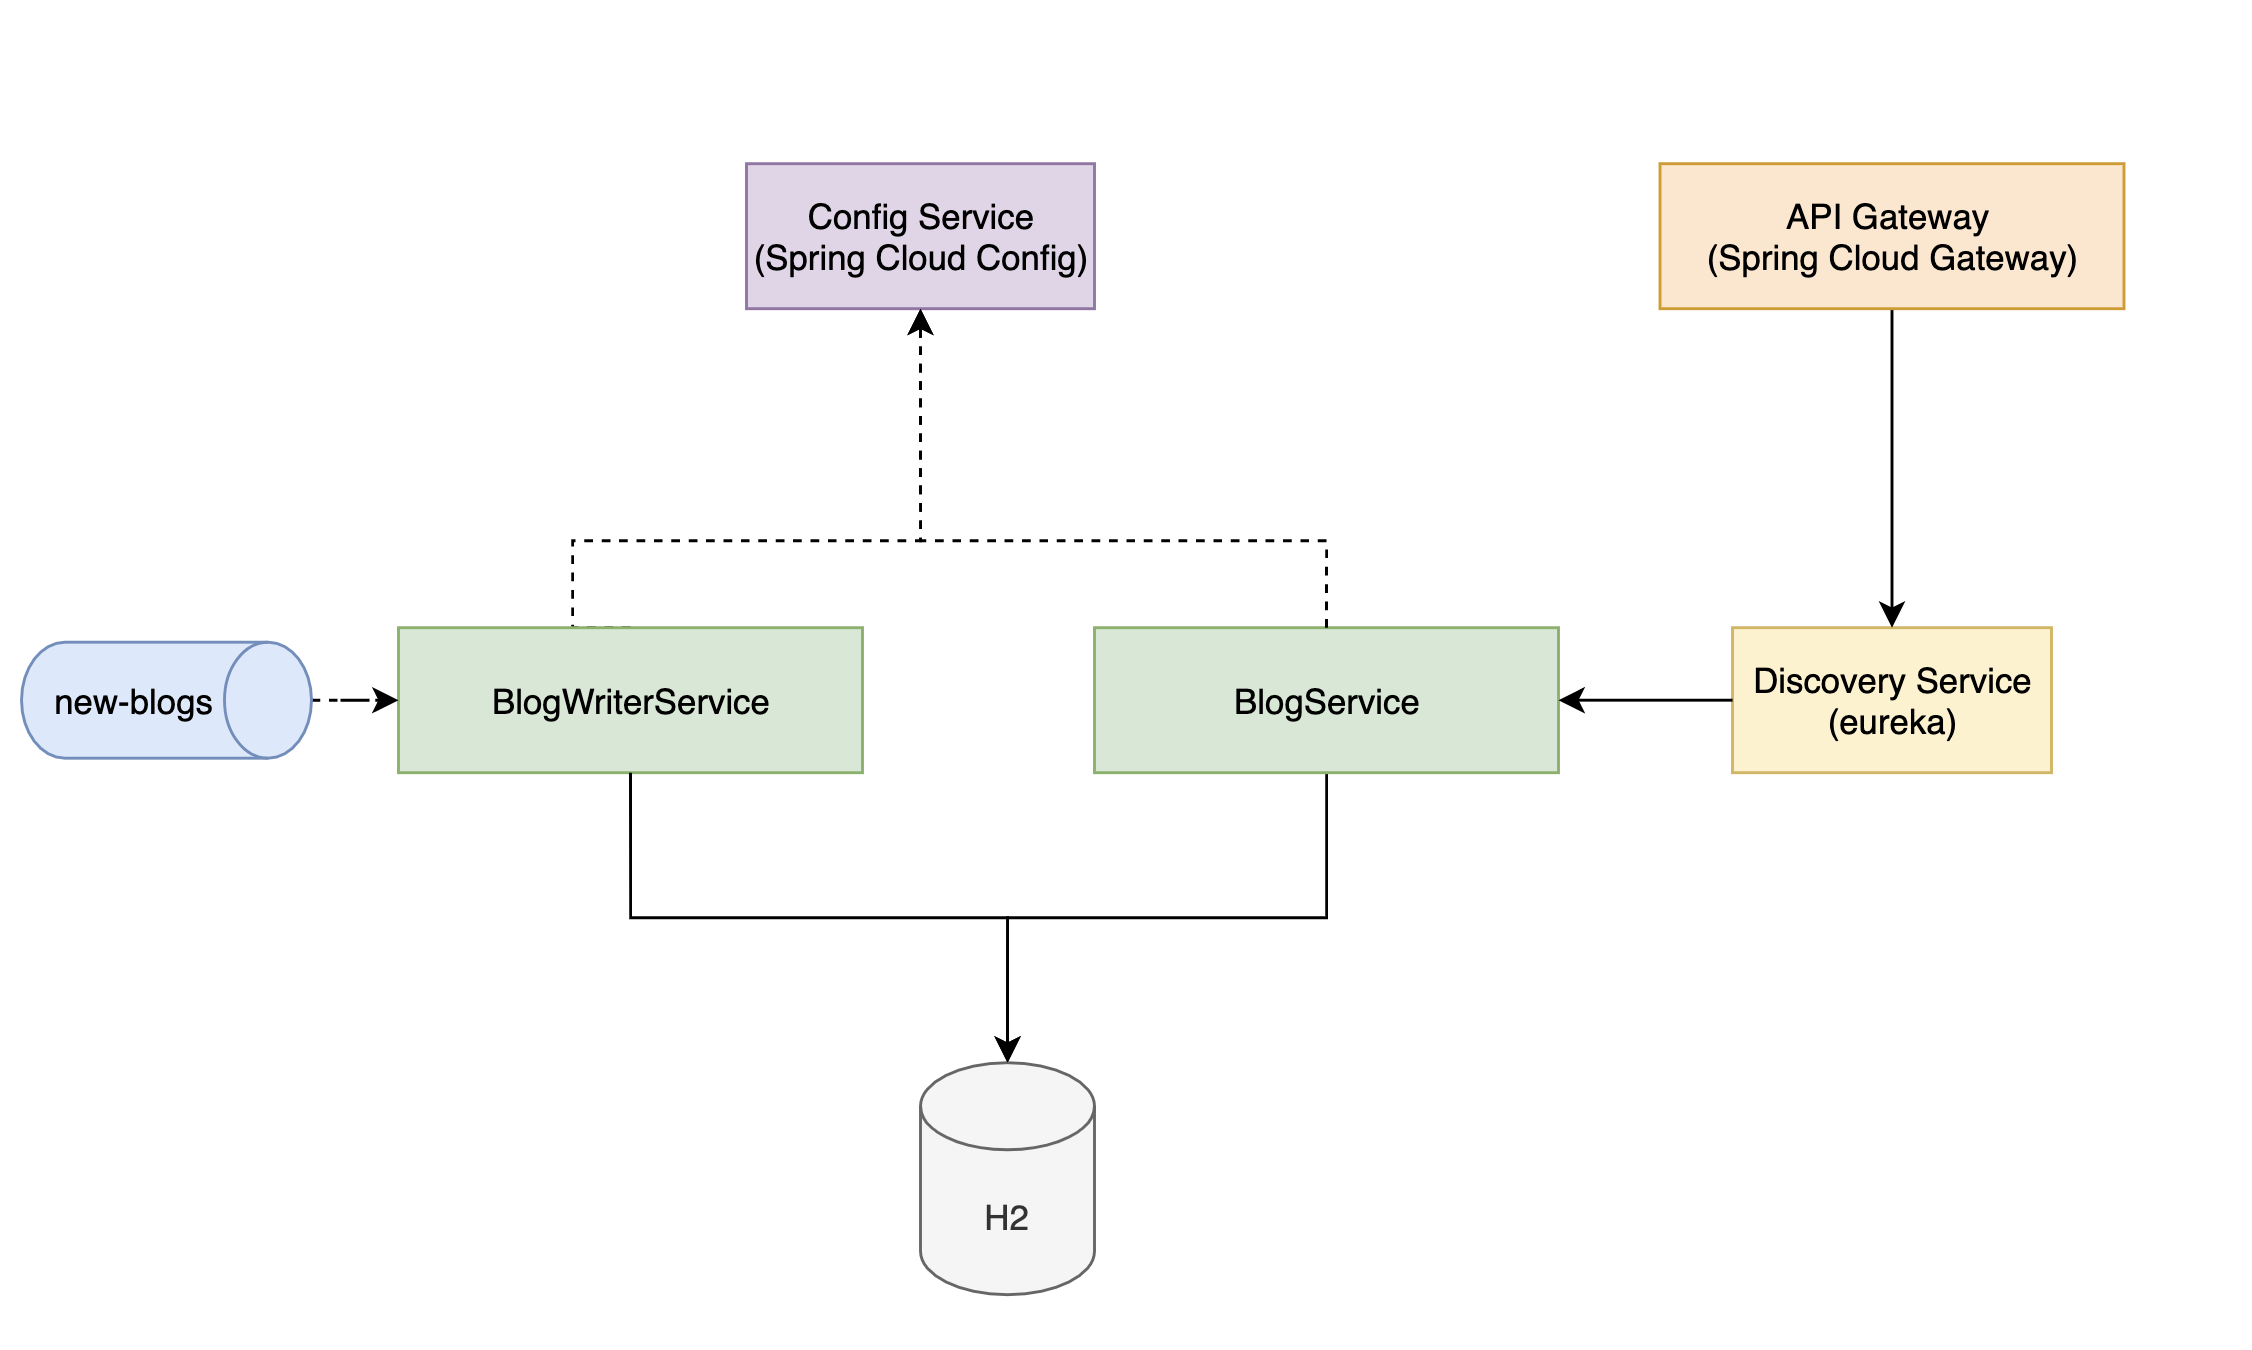 Config Service
(Spring Cloud Config)
API Gateway
(Spring Cloud Gateway)
new-blogs
BlogWriterService
BlogService
Discovery Service
(eureka)
H2